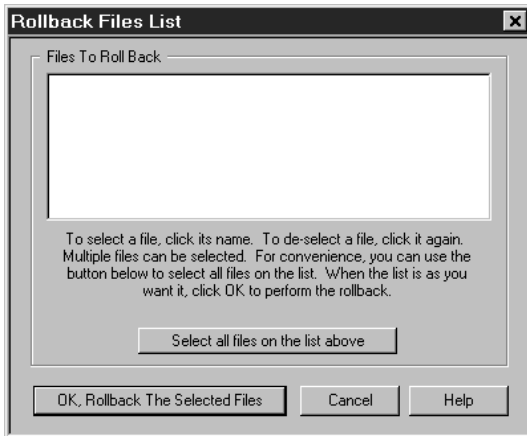 Rollback Files List
Files To Roll Back
To select a file, click its name.  To de-select a file, click it again.
Multiple files can be selected.  For convenience, you can use the
button below to select all files on the list.  When the list is as you
want it, click OK to perform the rollback.
Select all files on the list above
OK, Rollback The Selected Files
Cancel
Help